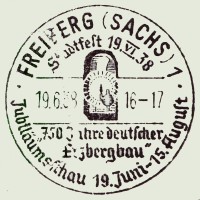 FREIBERG (SACHS) 1
Stadtfest 19.VI.38
19.6.38
16-17
"750 Jahre deutscher
Erzbergbau"
Jubiläumsschau 19. Juni-15. August